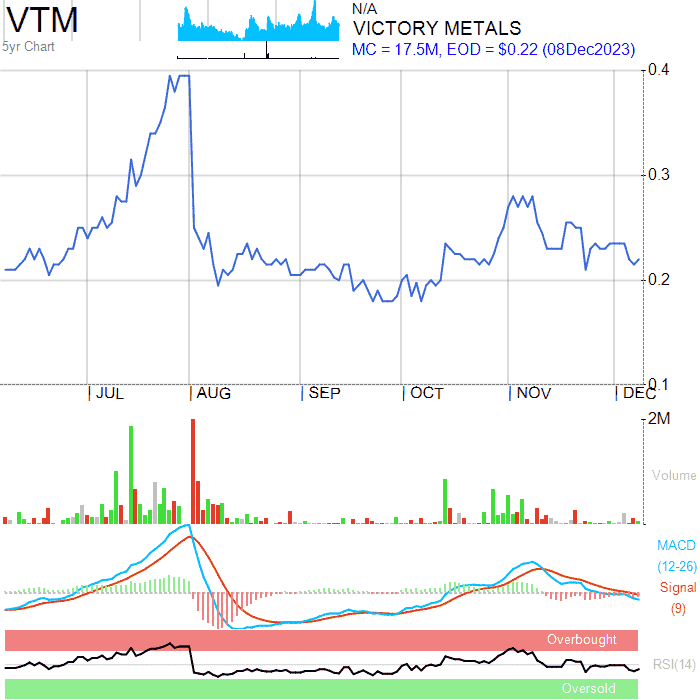 VTM
5yr Chart
N/A
VICTORY METALS
MC = 17.5M, EOD = $0.22 (08Dec2023)
0.4
0.3
0.2
0.1
JUL AUG SEP OCT NOV DEC
2M
Volume
MACD
(12-26)
Signal
(9)
Overbought
RSI(14)
Oversold